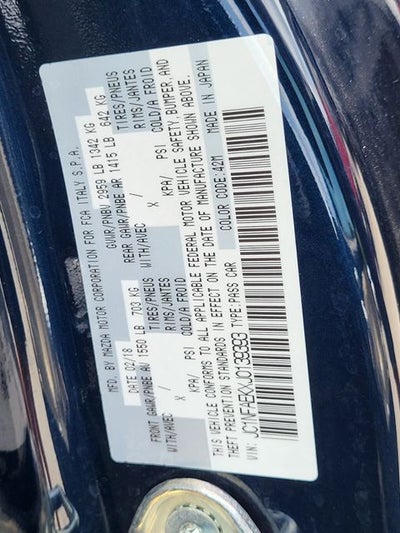 MFD. BY MAZDA MOTOR CORPORATION FOR FCA ITALY S.P.A.
DATE: 02/18 GVWR/PNBV 2959 LB 1342 KG
FRONT GAWR/PNBE AV 1550 LB 703 KG REAR GAWR/PNBE AR 1415 LB 642 KG
WITH/AVEC TIRES/PNEUS WITH/AVEC TIRES/PNEUS
X RIMS/JANTES X RIMS/JANTES
KPA/ PSI COLD/A FROID KPA/ PSI COLD/A FROID
THIS VEHICLE CONFORMS TO ALL APPLICABLE FEDERAL MOTOR VEHICLE SAFETY, BUMPER, AND
THEFT PREVENTION STANDARDS IN EFFECT ON THE DATE OF MANUFACTURE SHOWN ABOVE.
VIN: JC1NFAEKXJ0139393 TYPE: PASS CAR COLOR CODE: 42M MADE IN JAPAN